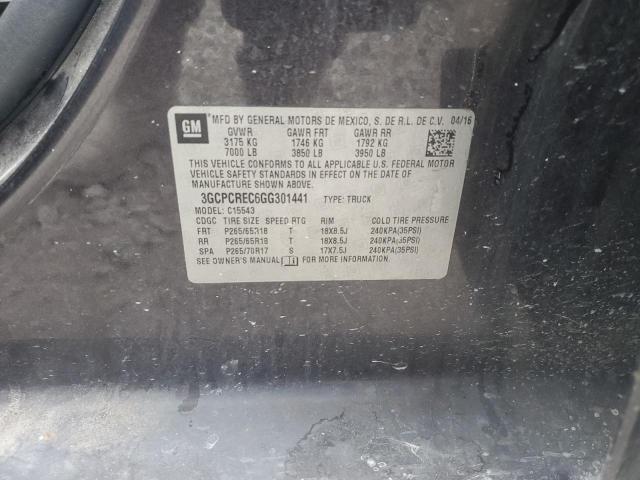 GM
MFD BY GENERAL MOTORS DE MEXICO, S. DE R.L. DE C.V. 04/16
GVWR GAWR FRT GAWR RR
3175 KG 1746 KG 1792 KG
7000 LB 3850 LB 3950 LB
THIS VEHICLE CONFORMS TO ALL APPLICABLE U.S. FEDERAL MOTOR
VEHICLE SAFETY STANDARDS IN EFFECT ON THE DATE OF
MANUFACTURE SHOWN ABOVE.
3GCPCREC6GG301441 TYPE: TRUCK
MODEL: C15543
CDGC TIRE SIZE SPEED RTG RIM COLD TIRE PRESSURE
FRT P265/65R18 T 18X8.5J 240KPA(35PSI)
RR P265/65R18 T 18X8.5J 240KPA(35PSI)
SPA P265/70R17 S 17X7.5J 240KPA(35PSI)
SEE OWNER'S MANUAL FOR MORE INFORMATION.